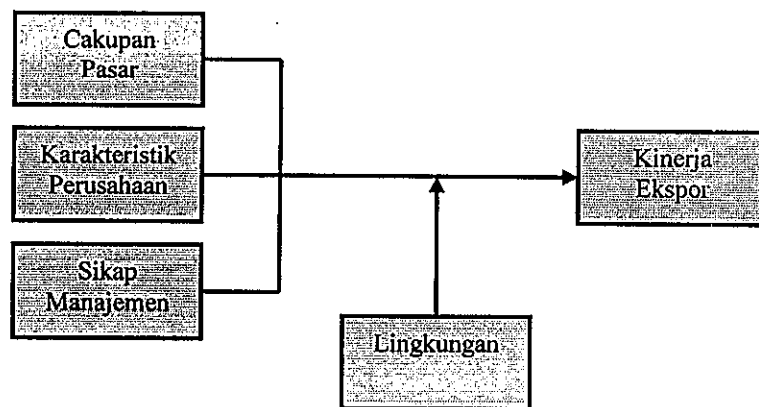 Cakupan
Pasar
Karakteristik
Perusahaan
Kinerja
Ekspor
Sikap
Manajemen
Lingkungan